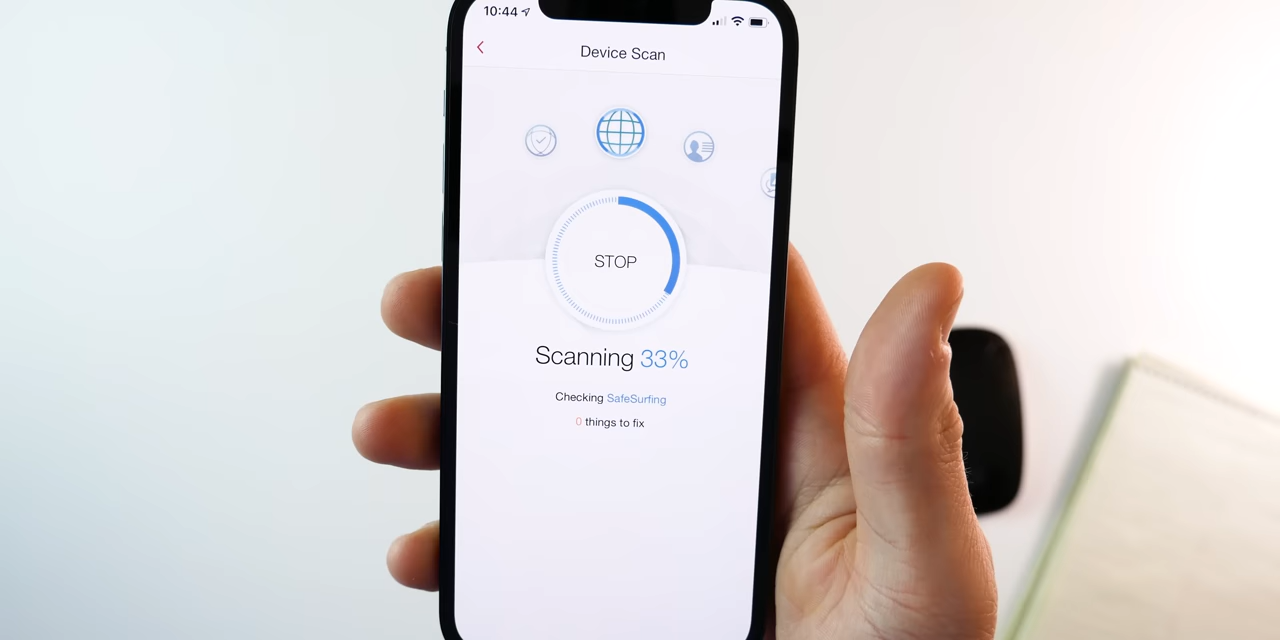 10:44
Device Scan
STOP
Scanning 33%
Checking SafeSurfing
0 things to fix